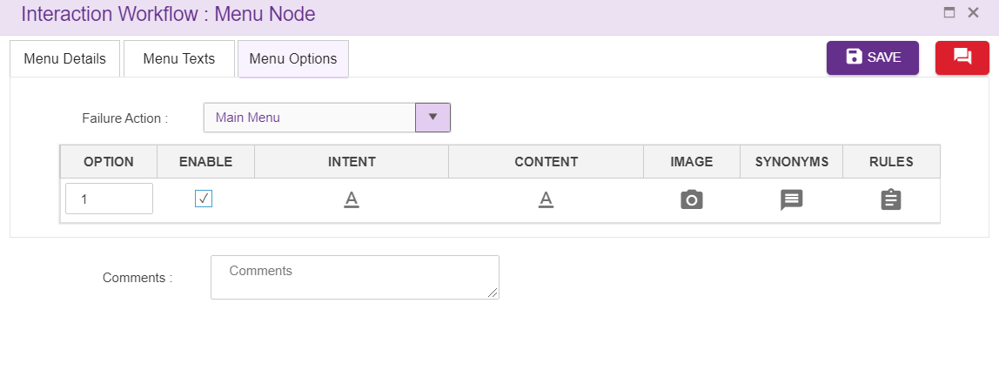 Interaction Workflow : Menu Node
Menu Details Menu Texts Menu Options SAVE
Failure Action : Main Menu
OPTION ENABLE INTENT CONTENT IMAGE SYNONYMS RULES
1 A A
Comments : Comments